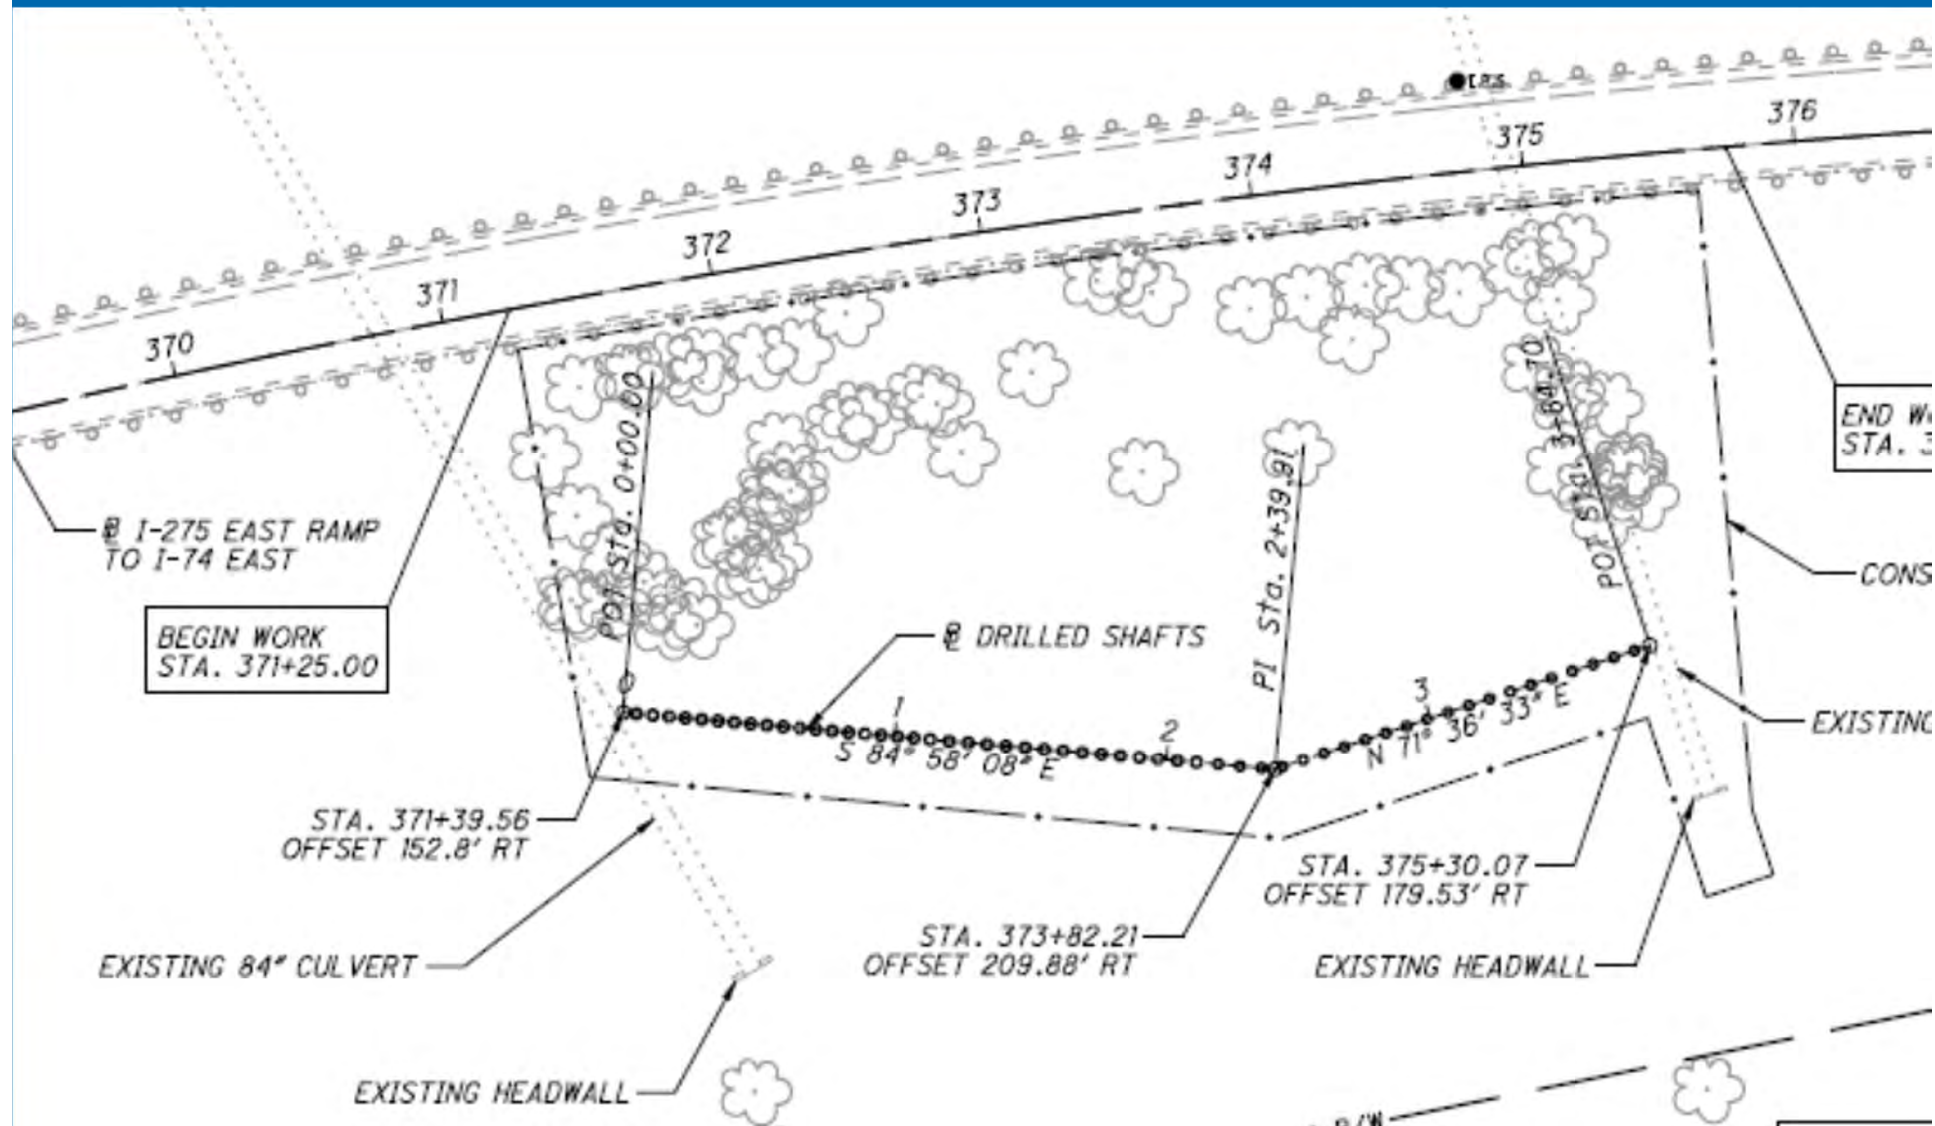 I.P.S.
376
375
374
373
372
371
370
POT Sta. 0+00.00
PI Sta. 2+39.91
POT Sta. 3+84.10
END
STA. 3
℄ I-275 EAST RAMP
TO I-74 EAST
BEGIN WORK
STA. 371+25.00
℄ DRILLED SHAFTS
CONS
EXISTING
0
1
2
3
S 84° 58' 08" E
N 71° 36' 33" E
STA. 371+39.56
OFFSET 152.8' RT
STA. 375+30.07
OFFSET 179.53' RT
STA. 373+82.21
OFFSET 209.88' RT
EXISTING 84" CULVERT
EXISTING HEADWALL
EXISTING HEADWALL
R/W